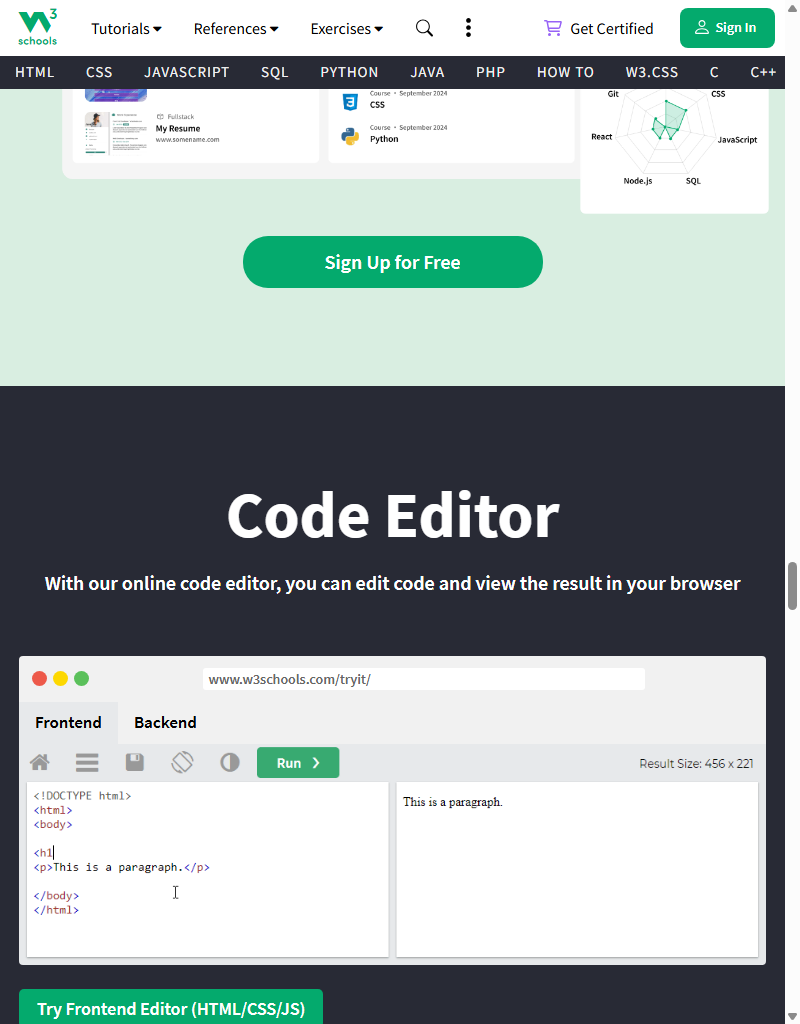 W3
schools
Tutorials
References
Exercises
Get Certified
Sign In
HTML
CSS
JAVASCRIPT
SQL
PYTHON
JAVA
PHP
HOW TO
W3.CSS
C
C++
Fullstack
My Resume
www.somename.com
Course • September 2024
CSS
Course • September 2024
Python
Git
CSS
React
JavaScript
Node.js
SQL
Sign Up for Free
Code Editor
With our online code editor, you can edit code and view the result in your browser
www.w3schools.com/tryit/
Frontend
Backend
Run ❯
Result Size: 456 x 221
<!DOCTYPE html>
<html>
<body>
<h1
<p>This is a paragraph.</p>
</body>
</html>
This is a paragraph.
Try Frontend Editor (HTML/CSS/JS)